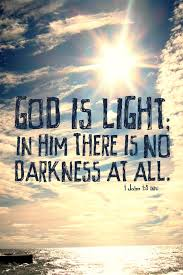 GOD IS LIGHT;
IN HIM THERE IS NO
DARKNESS AT ALL.
1 John 1:5